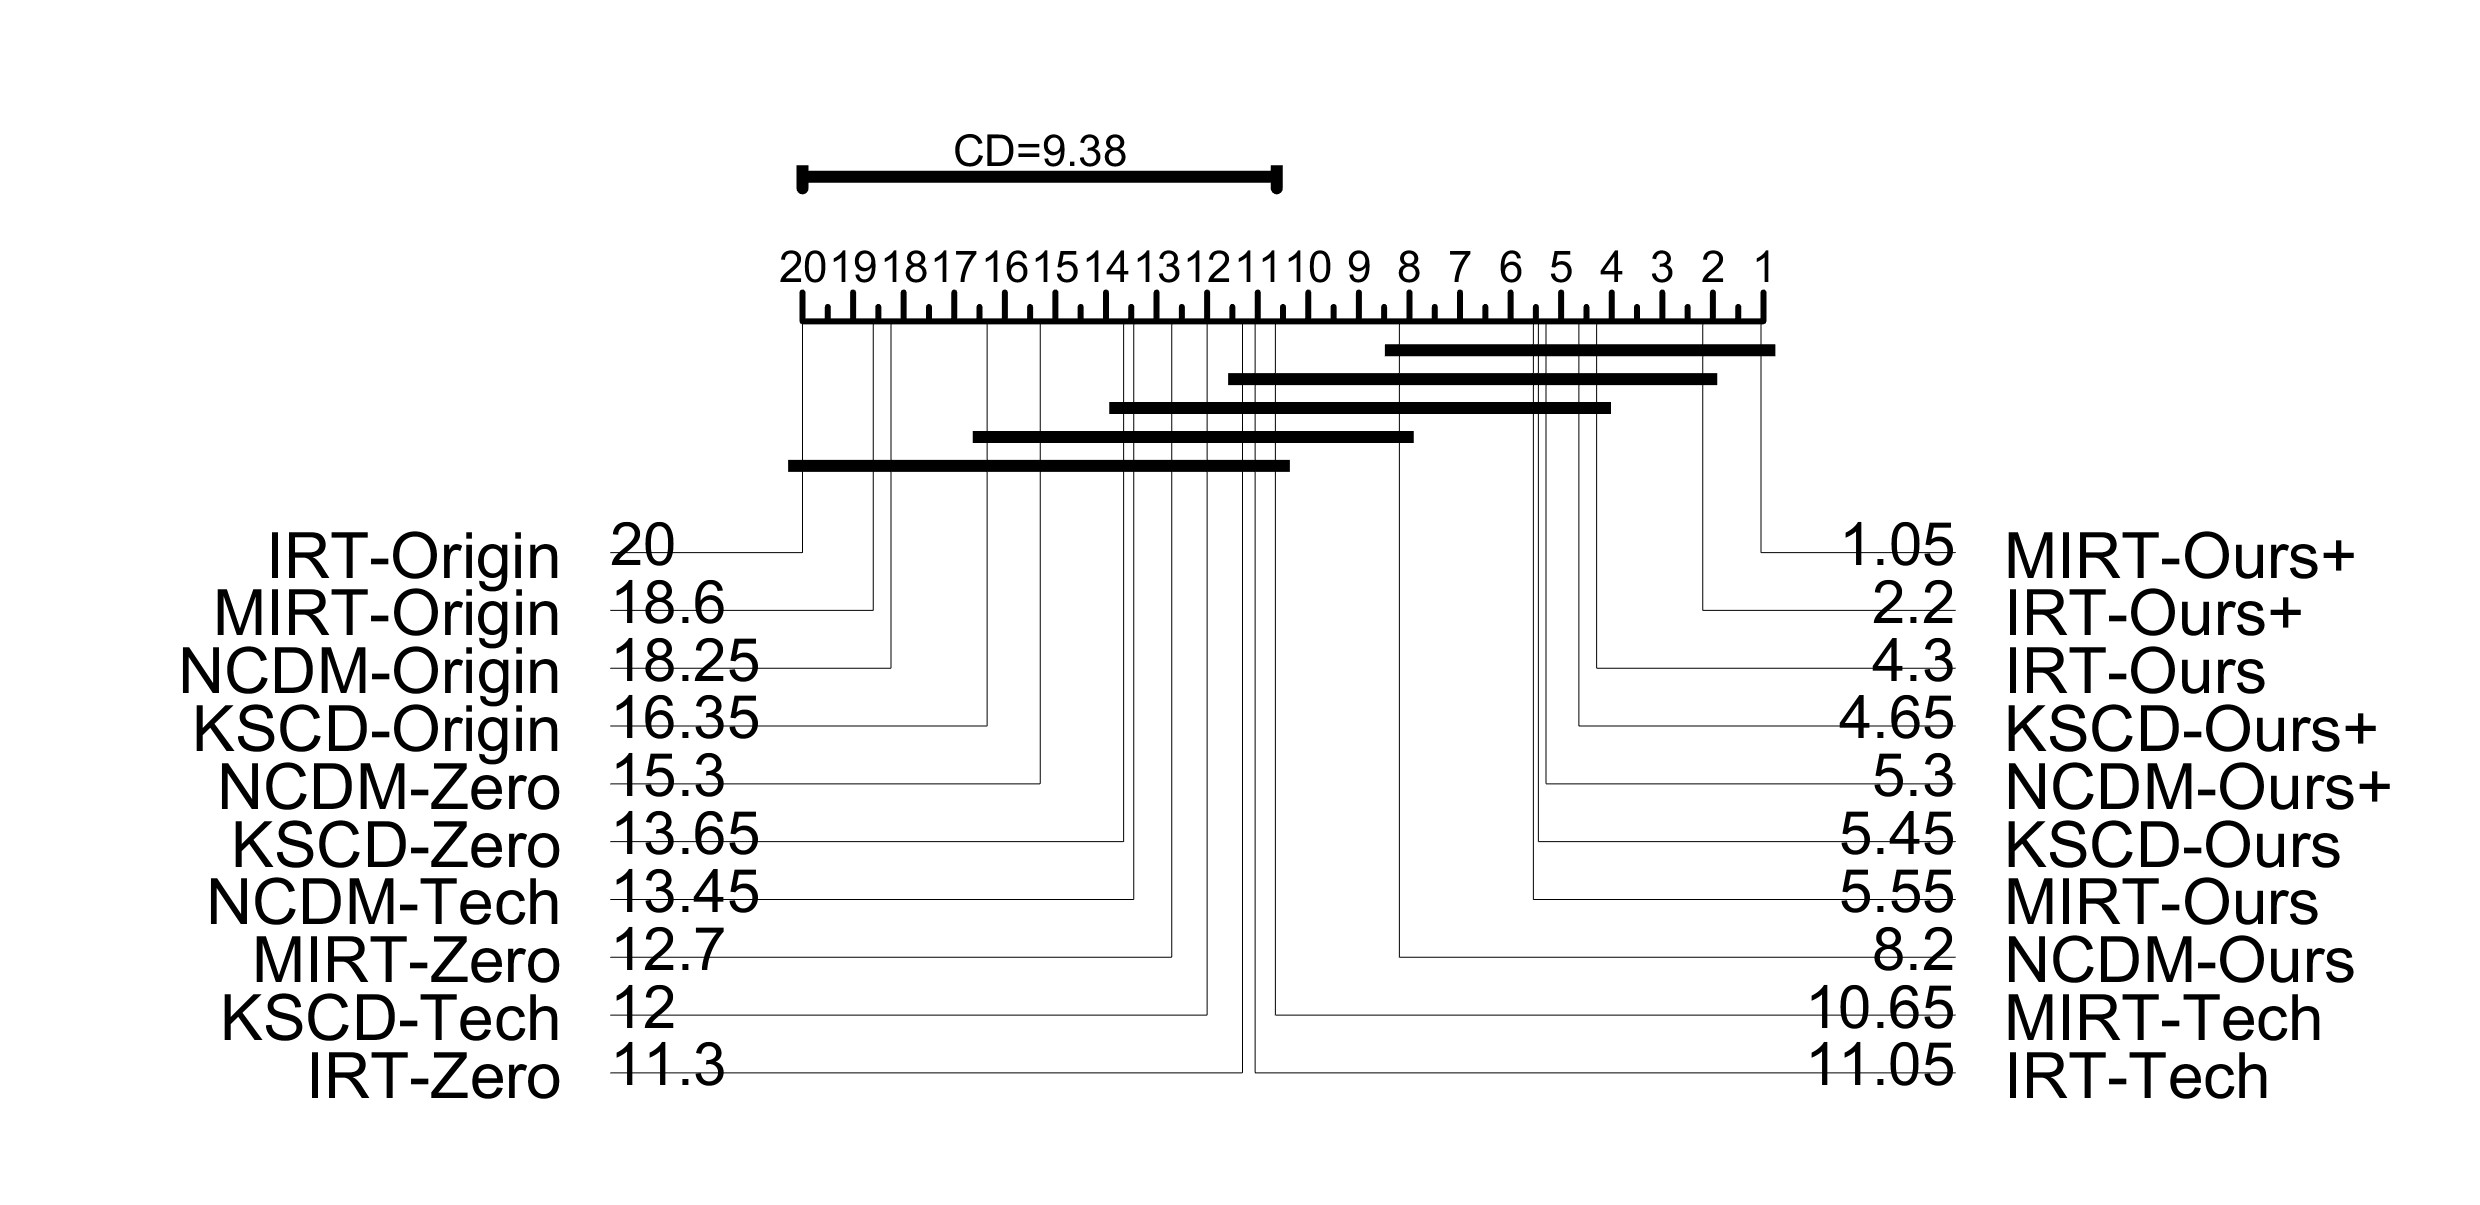 CD=9.38
20 19 18 17 16 15 14 13 12 11 10 9 8 7 6 5 4 3 2 1
IRT-Origin 20 1.05 MIRT-Ours+
MIRT-Origin 18.6 2.2 IRT-Ours+
NCDM-Origin 18.25 4.3 IRT-Ours
KSCD-Origin 16.35 4.65 KSCD-Ours+
NCDM-Zero 15.3 5.3 NCDM-Ours+
KSCD-Zero 13.65 5.45 KSCD-Ours
NCDM-Tech 13.45 5.55 MIRT-Ours
MIRT-Zero 12.7 8.2 NCDM-Ours
KSCD-Tech 12 10.65 MIRT-Tech
IRT-Zero 11.3 11.05 IRT-Tech